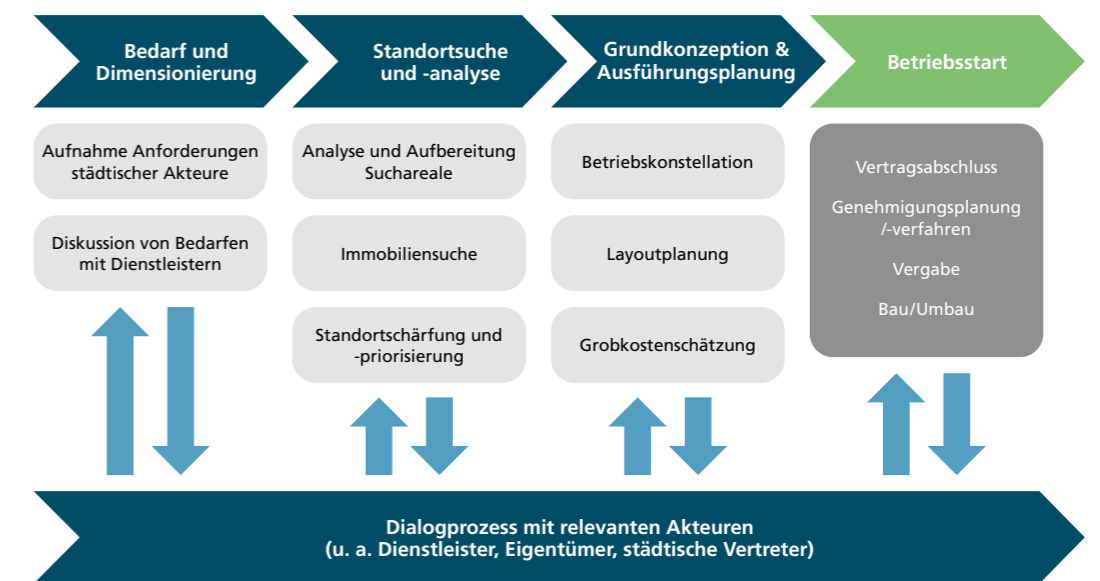 Bedarf und
Dimensionierung
Standortsuche
und -analyse
Grundkonzeption &
Ausführungsplanung
Betriebsstart
Aufnahme Anforderungen
städtischer Akteure
Diskussion von Bedarfen
mit Dienstleistern
Analyse und Aufbereitung
Suchareale
Immobiliensuche
Standortschärfung und
-priorisierung
Betriebskonstellation
Layoutplanung
Grobkostenschätzung
Vertragsabschluss
Genehmigungsplanung
/-verfahren
Vergabe
Bau/Umbau
Dialogprozess mit relevanten Akteuren
(u. a. Dienstleister, Eigentümer, städtische Vertreter)